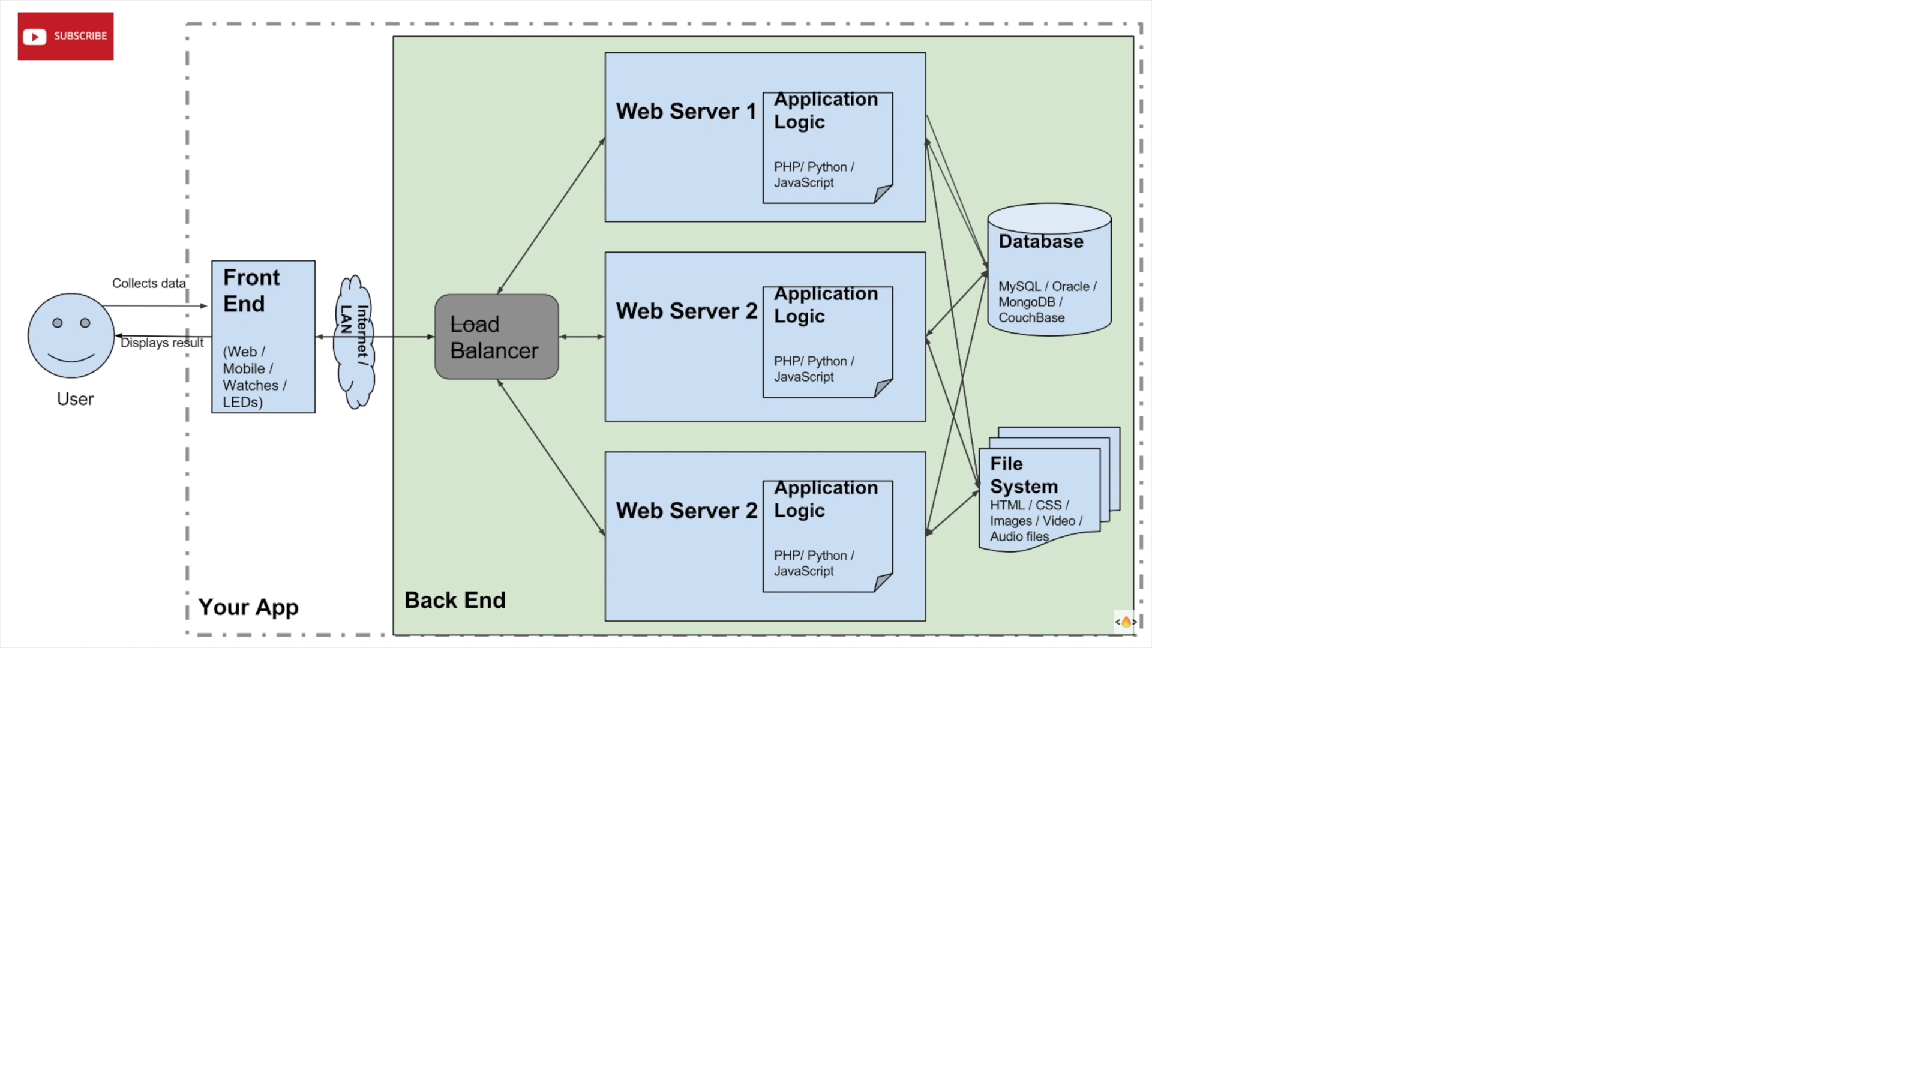 SUBSCRIBE
Web Server 1
Application
Logic
PHP/ Python /
JavaScript
Database
MySQL / Oracle /
MongoDB /
CouchBase
Collects data
Displays result
User
Front
End
(Web /
Mobile /
Watches /
LEDs)
Internet /
LAN
Load
Balancer
Web Server 2
Application
Logic
PHP/ Python /
JavaScript
File
System
HTML / CSS /
Images / Video /
Audio files
Web Server 2
Application
Logic
PHP/ Python /
JavaScript
Your App
Back End